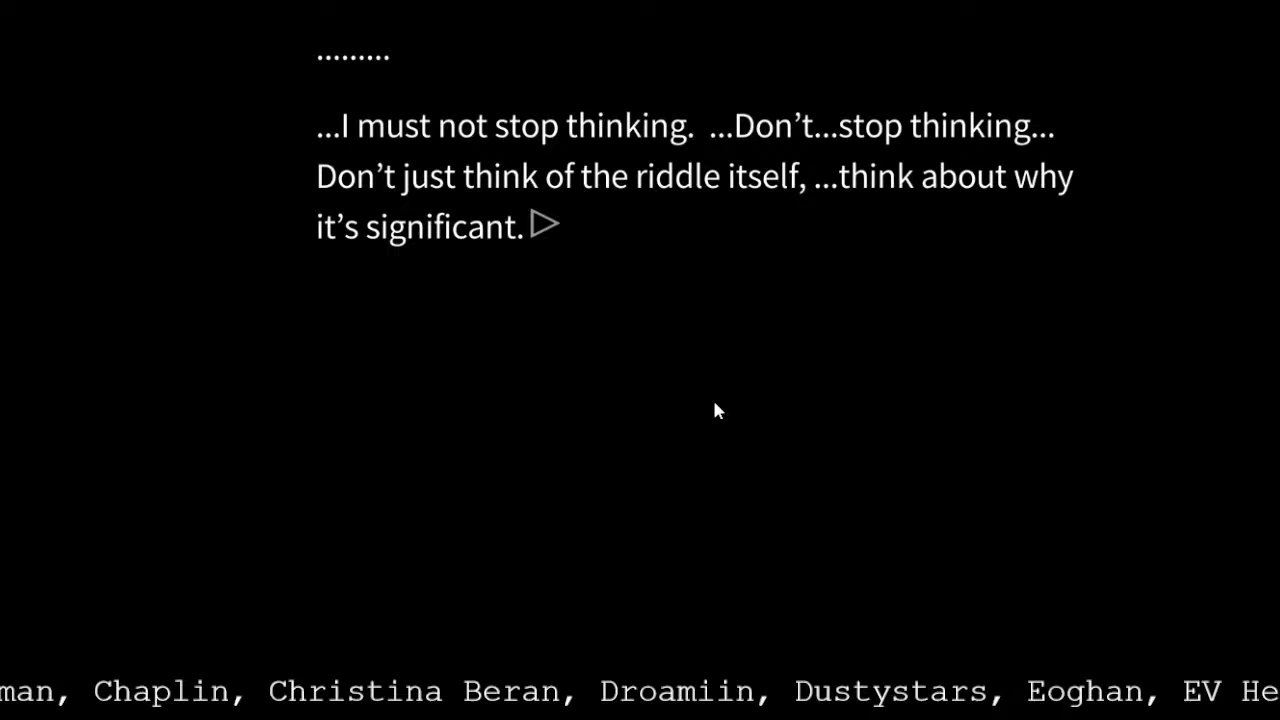 .........
...I must not stop thinking.  ...Don’t...stop thinking...
Don’t just think of the riddle itself, ...think about why
it’s significant.
man, Chaplin, Christina Beran, Droamiin, Dustystars, Eoghan, EV He